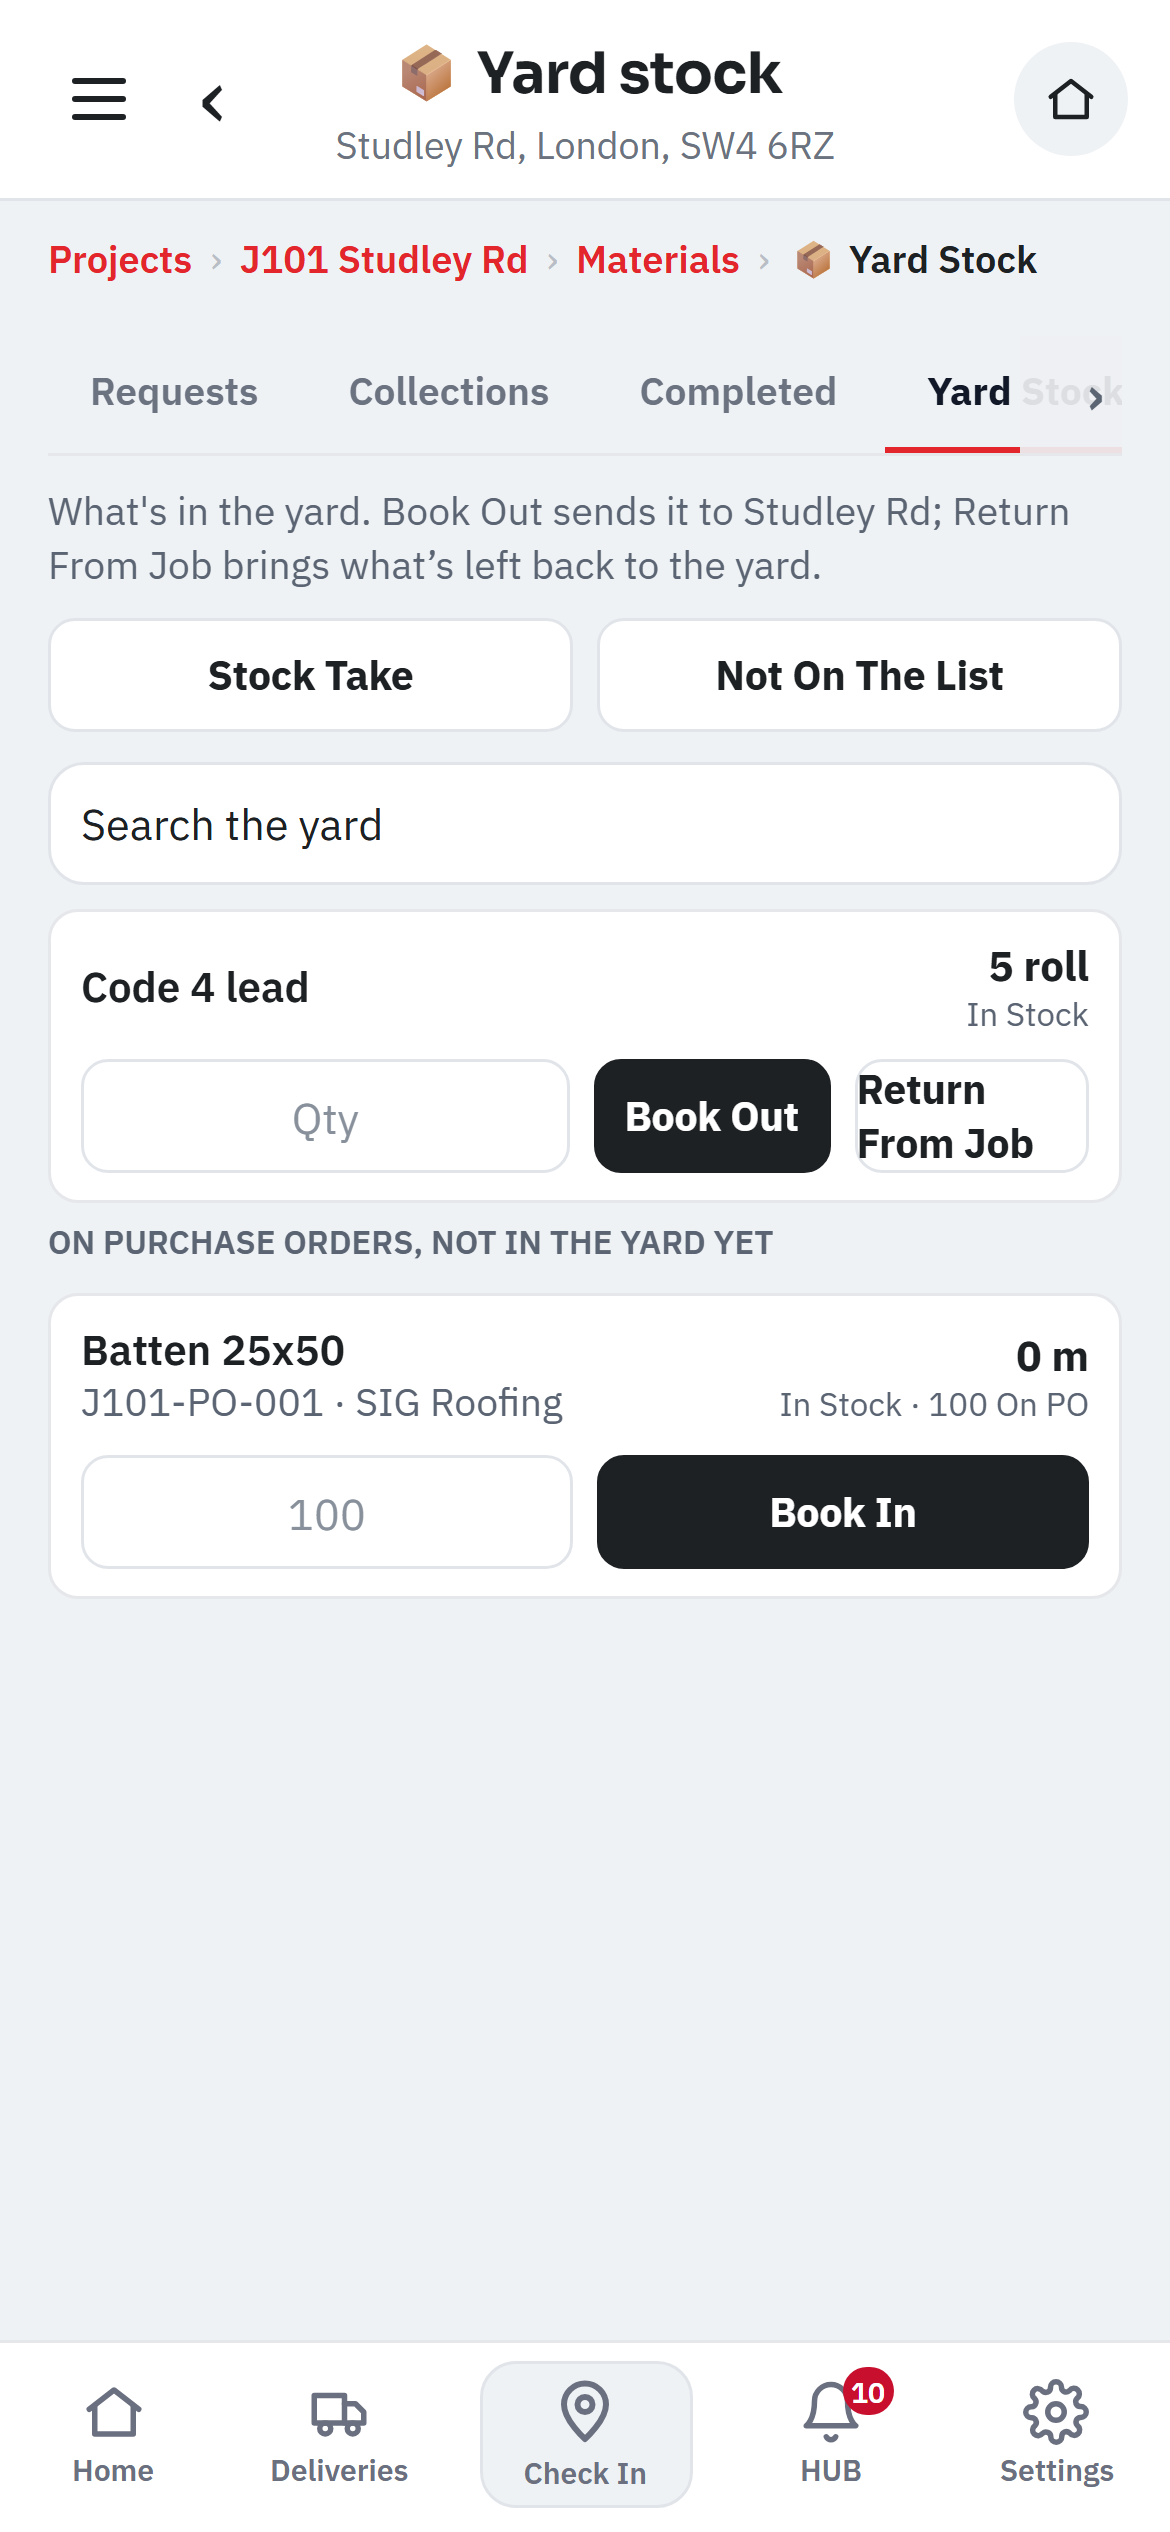 Yard stock
Studley Rd, London, SW4 6RZ
Projects › J101 Studley Rd › Materials › Yard Stock
Requests Collections Completed Yard Stock
What's in the yard. Book Out sends it to Studley Rd; Return
From Job brings what’s left back to the yard.
Stock Take Not On The List
Search the yard
Code 4 lead
5 roll
In Stock
Qty
Book Out
Return
From Job
ON PURCHASE ORDERS, NOT IN THE YARD YET
Batten 25x50
J101-PO-001 · SIG Roofing
0 m
In Stock · 100 On PO
100
Book In
10
Home Deliveries Check In HUB Settings